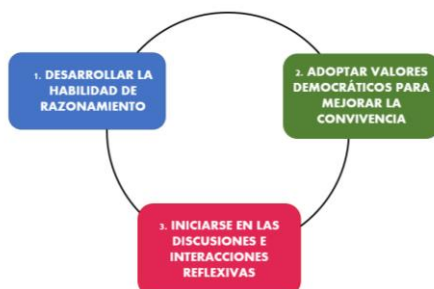 1. DESARROLLAR LA
HABILIDAD DE
RAZONAMIENTO
2. ADOPTAR VALORES
DEMOCRÁTICOS PARA
MEJORAR LA
CONVIVENCIA
3. INICIARSE EN LAS
DISCUSIONES E
INTERACCIONES
REFLEXIVAS